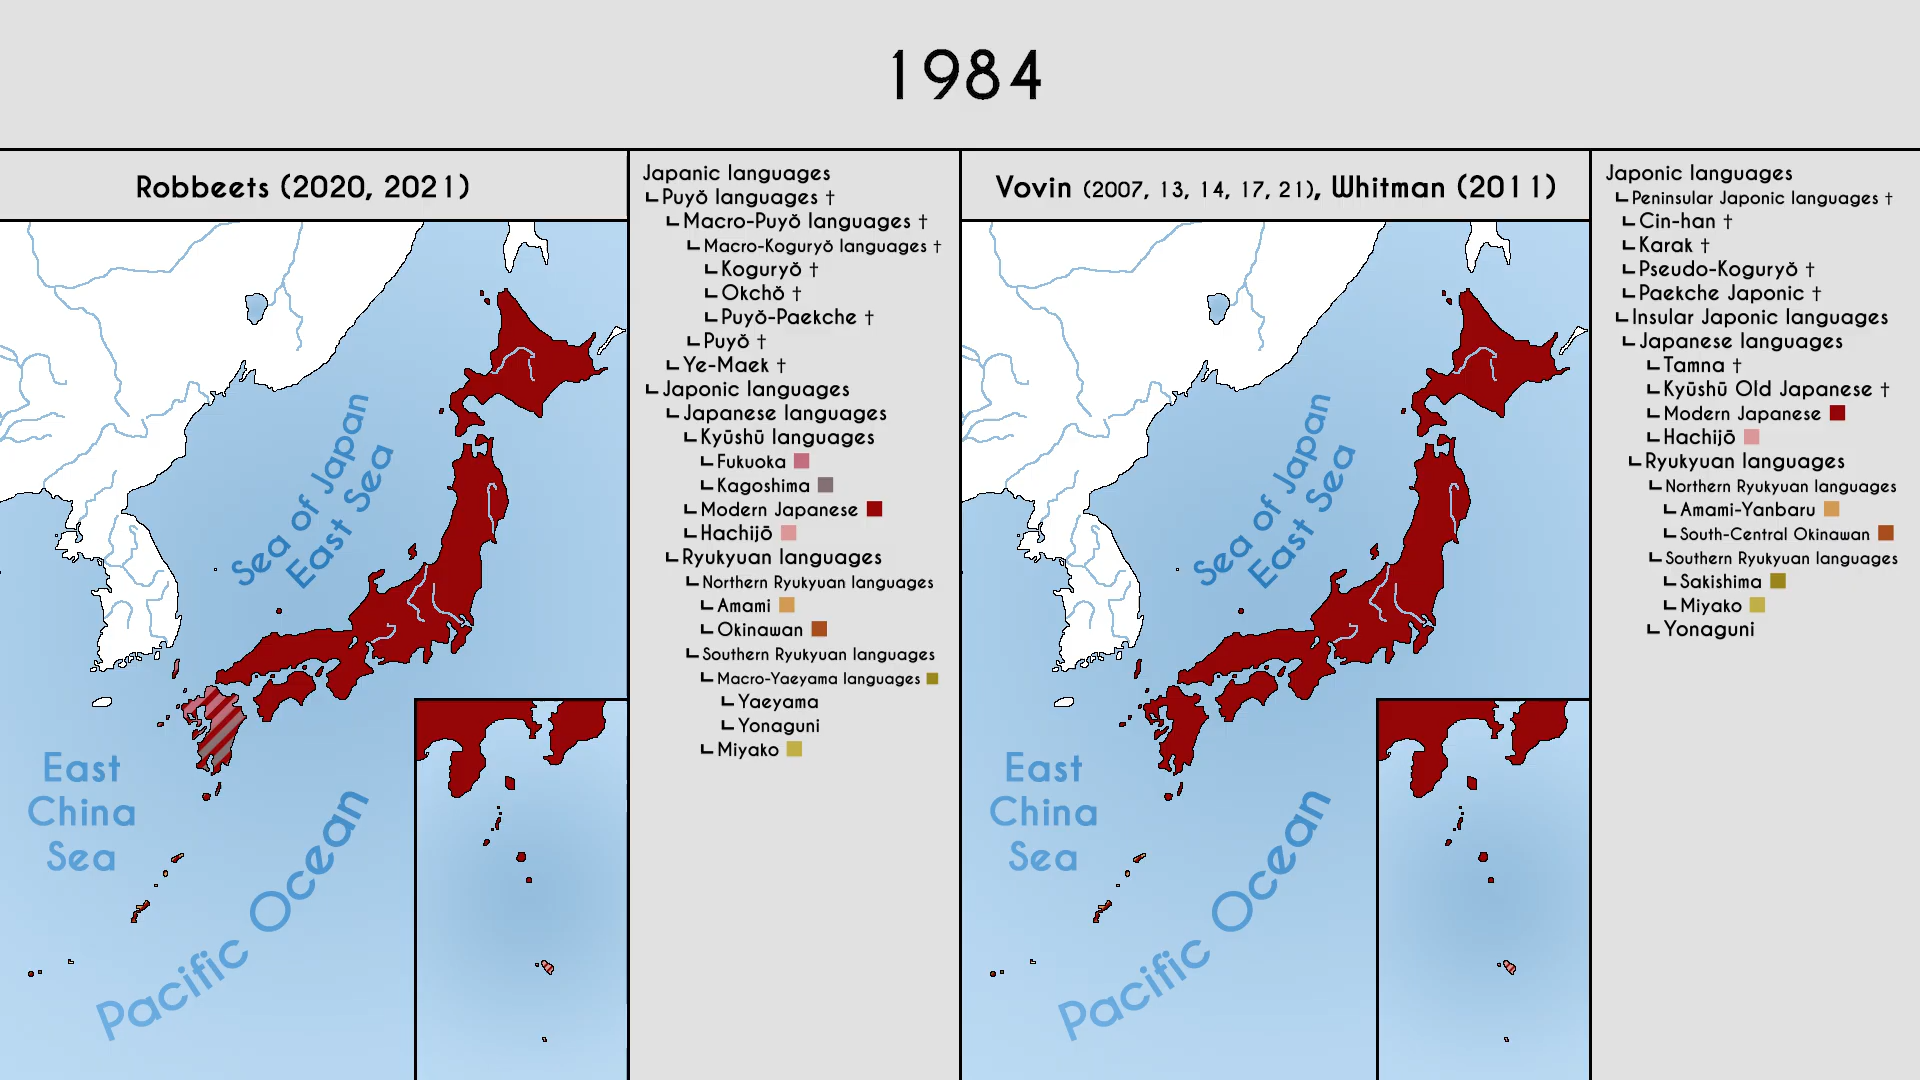 1984
Robbeets (2020, 2021)
Sea of Japan
East Sea
East
China
Sea
Pacific Ocean
Japanic languages
Puyŏ languages †
Macro-Puyŏ languages †
Macro-Koguryŏ languages †
Koguryŏ †
Okchŏ †
Puyŏ-Paekche †
Puyŏ †
Ye-Maek †
Japonic languages
Japanese languages
Kyūshū languages
Fukuoka
Kagoshima
Modern Japanese
Hachijō
Ryukyuan languages
Northern Ryukyuan languages
Amami
Okinawan
Southern Ryukyuan languages
Macro-Yaeyama languages
Yaeyama
Yonaguni
Miyako
Vovin (2007, 13, 14, 17, 21), Whitman (2011)
Sea of Japan
East Sea
East
China
Sea
Pacific Ocean
Japonic languages
Peninsular Japonic languages †
Cin-han †
Karak †
Pseudo-Koguryŏ †
Paekche Japonic †
Insular Japonic languages
Japanese languages
Tamna †
Kyūshū Old Japanese †
Modern Japanese
Hachijō
Ryukyuan languages
Northern Ryukyuan languages
Amami-Yanbaru
South-Central Okinawan
Southern Ryukyuan languages
Sakishima
Miyako
Yonaguni